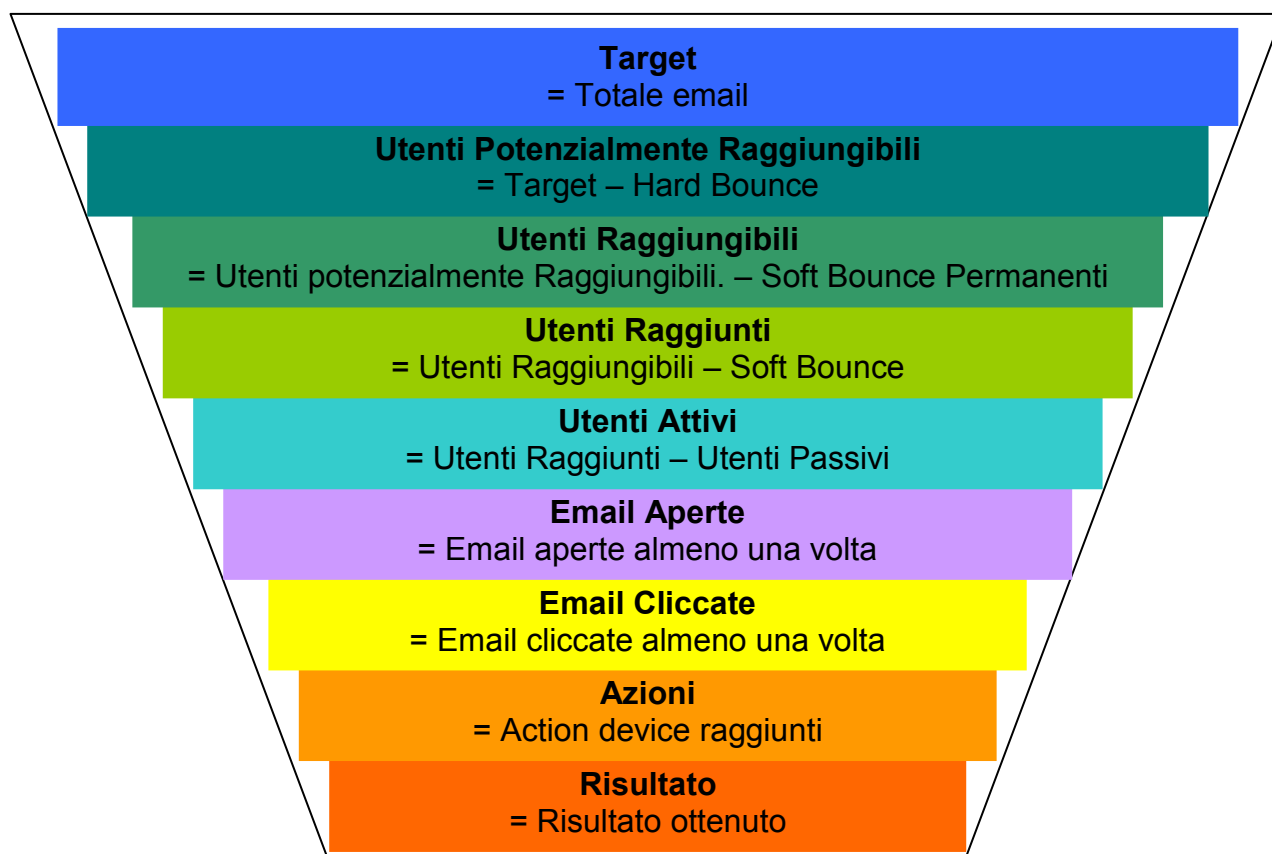 Target
= Totale email
Utenti Potenzialmente Raggiungibili
= Target – Hard Bounce
Utenti Raggiungibili
= Utenti potenzialmente Raggiungibili. – Soft Bounce Permanenti
Utenti Raggiunti
= Utenti Raggiungibili – Soft Bounce
Utenti Attivi
= Utenti Raggiunti – Utenti Passivi
Email Aperte
= Email aperte almeno una volta
Email Cliccate
= Email cliccate almeno una volta
Azioni
= Action device raggiunti
Risultato
= Risultato ottenuto